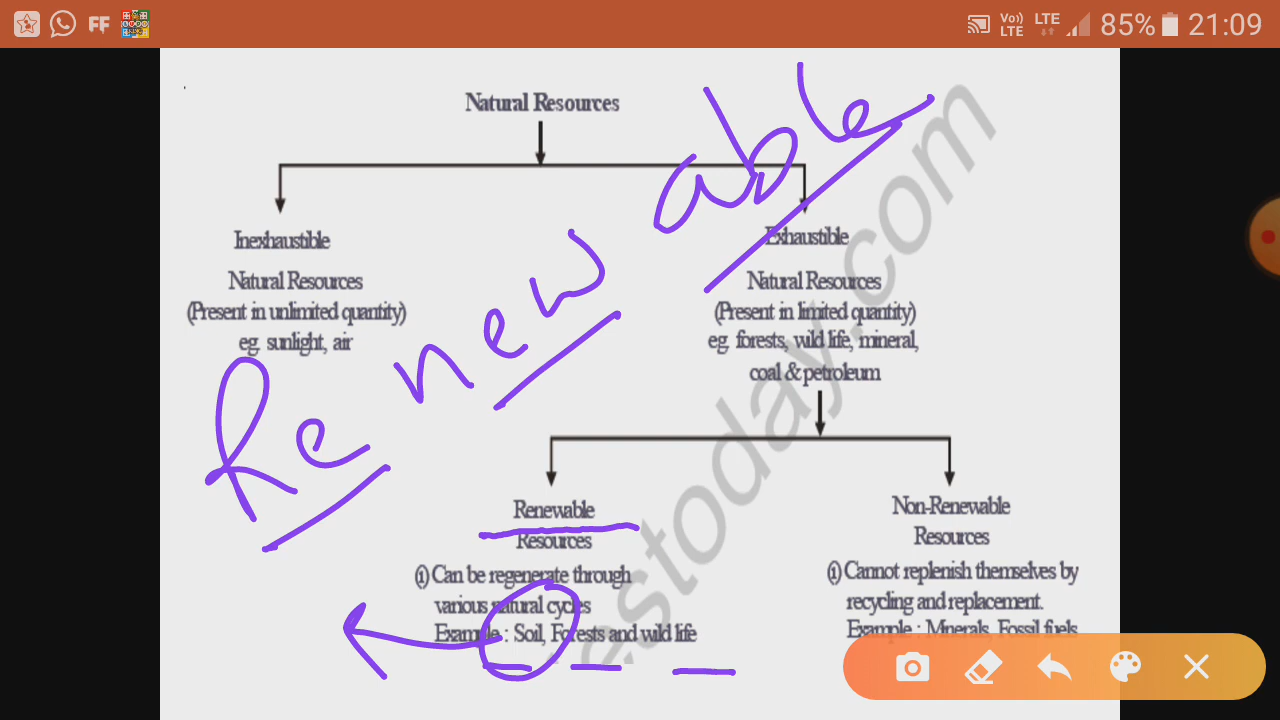 FF Vo) LTE LTE 85% 21:09
Natural Resources
Inexhaustible
Natural Resources
(Present in unlimited quantity)
eg. sunlight, air
Exhaustible
Natural Resources
(Present in limited quantity)
eg. forests, wild life, mineral,
coal & petroleum
Re new able
Renewable
Resources
(i) Can be regenerate through
various natural cycles
Example : Soil, Forests and wild life
Non-Renewable
Resources
(i) Cannot replenish themselves by
recycling and replacement.
Example : Minerals, Fossil fuels
estoday.com